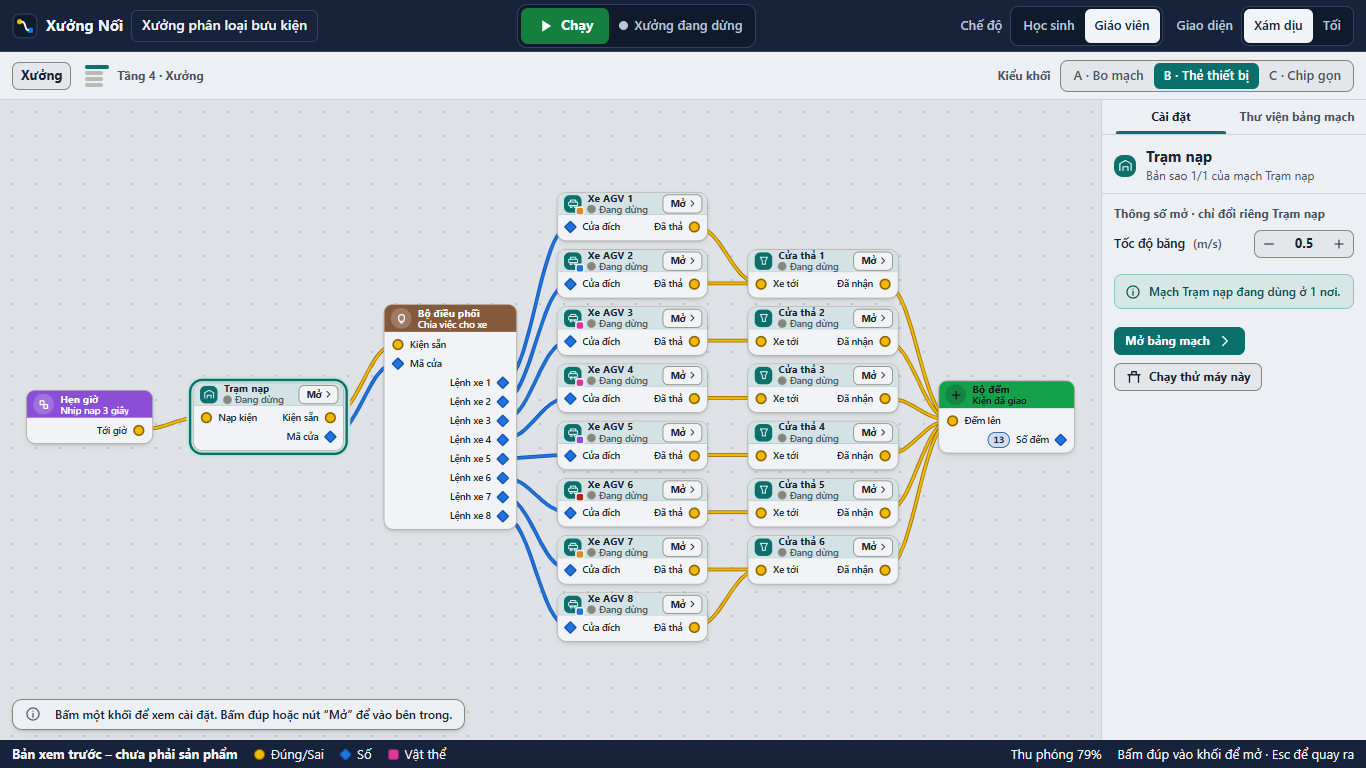 Xưởng Nối
Xưởng phân loại bưu kiện
Chạy
Xưởng đang dừng
Chế độ
Học sinh
Giáo viên
Giao diện
Xám dịu
Tối
Xưởng
Tầng 4 · Xưởng
Kiểu khối
A · Bo mạch
B · Thẻ thiết bị
C · Chip gọn
Hẹn giờ
Nhịp nạp 3 giây
Tới giờ
Trạm nạp
Đang dừng
Mở
Nạp kiện
Kiện sẵn
Mã cửa
Bộ điều phối
Chia việc cho xe
Kiện sẵn
Mã cửa
Lệnh xe 1
Lệnh xe 2
Lệnh xe 3
Lệnh xe 4
Lệnh xe 5
Lệnh xe 6
Lệnh xe 7
Lệnh xe 8
Xe AGV 1
Đang dừng
Mở
Cửa đích
Đã thả
Xe AGV 2
Đang dừng
Mở
Cửa đích
Đã thả
Xe AGV 3
Đang dừng
Mở
Cửa đích
Đã thả
Xe AGV 4
Đang dừng
Mở
Cửa đích
Đã thả
Xe AGV 5
Đang dừng
Mở
Cửa đích
Đã thả
Xe AGV 6
Đang dừng
Mở
Cửa đích
Đã thả
Xe AGV 7
Đang dừng
Mở
Cửa đích
Đã thả
Xe AGV 8
Đang dừng
Mở
Cửa đích
Đã thả
Cửa thả 1
Đang dừng
Mở
Xe tới
Đã nhận
Cửa thả 2
Đang dừng
Mở
Xe tới
Đã nhận
Cửa thả 3
Đang dừng
Mở
Xe tới
Đã nhận
Cửa thả 4
Đang dừng
Mở
Xe tới
Đã nhận
Cửa thả 5
Đang dừng
Mở
Xe tới
Đã nhận
Cửa thả 6
Đang dừng
Mở
Xe tới
Đã nhận
Bộ đếm
Kiện đã giao
Đếm lên
13
Số đếm
Cài đặt
Thư viện bảng mạch
Trạm nạp
Bản sao 1/1 của mạch Trạm nạp
Thông số mở · chỉ đổi riêng Trạm nạp
Tốc độ băng (m/s)
− 0.5 +
Mạch Trạm nạp đang dùng ở 1 nơi.
Mở bảng mạch
Chạy thử máy này
Bấm một khối để xem cài đặt. Bấm đúp hoặc nút “Mở” để vào bên trong.
Bản xem trước – chưa phải sản phẩm
Đúng/Sai
Số
Vật thể
Thu phóng 79%
Bấm đúp vào khối để mở · Esc để quay ra